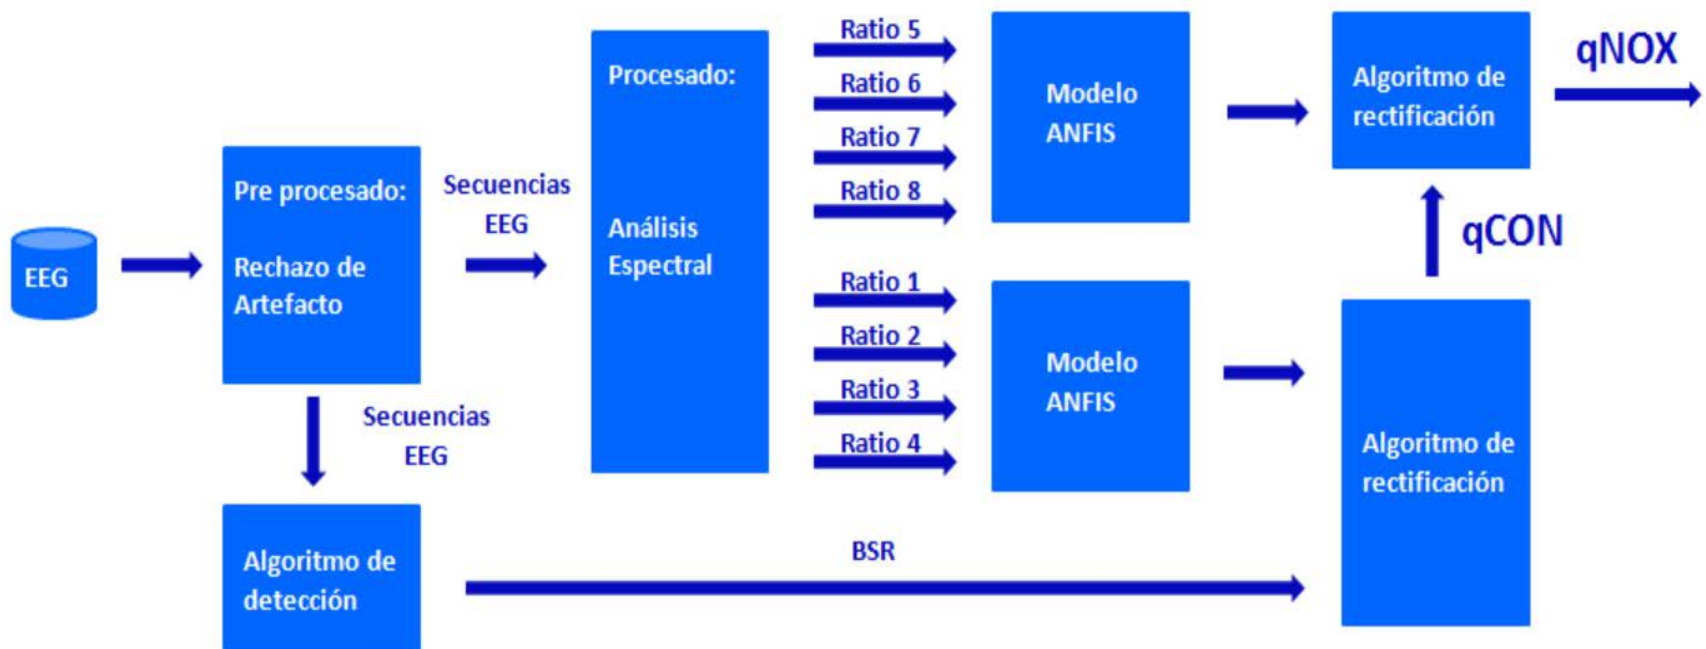 EEG
Pre procesado:
Rechazo de
Artefacto
Secuencias
EEG
Secuencias
EEG
Algoritmo de
detección
Procesado:
Análisis
Espectral
Ratio 5
Ratio 6
Ratio 7
Ratio 8
Ratio 1
Ratio 2
Ratio 3
Ratio 4
Modelo
ANFIS
Modelo
ANFIS
BSR
Algoritmo de
rectificación
qNOX
qCON
Algoritmo de
rectificación